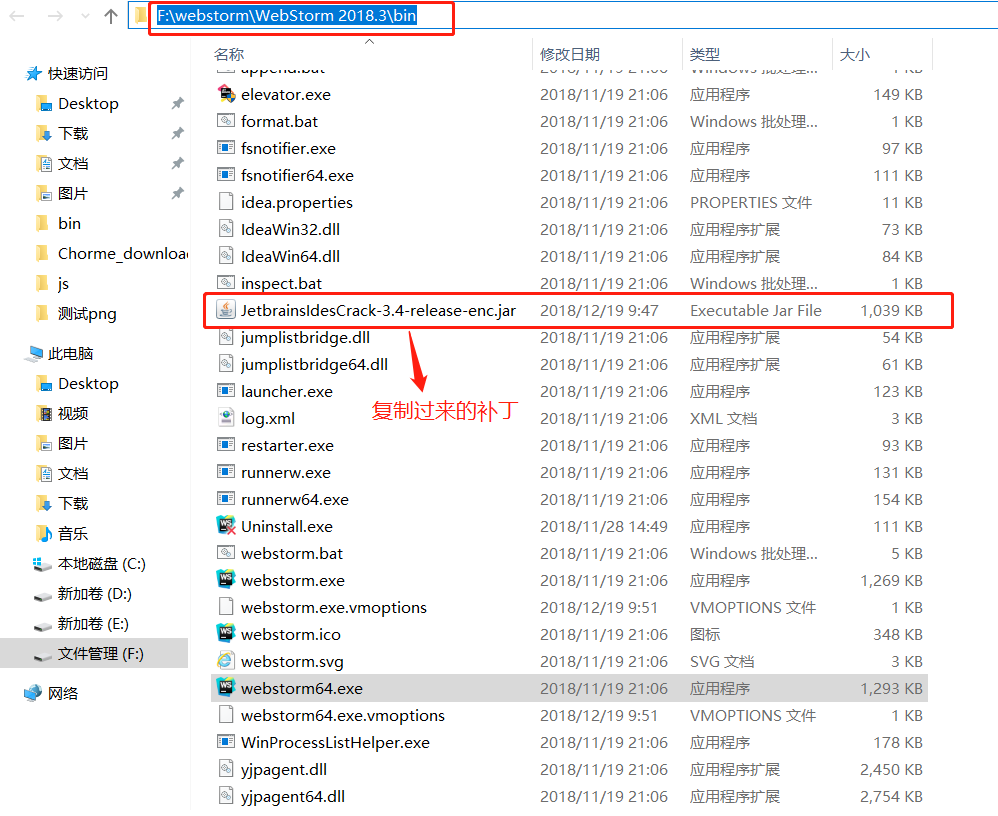 F:\webstorm\WebStorm 2018.3\bin
名称 修改日期 类型 大小
快速访问
Desktop
下载
文档
图片
bin
Chorme_downloa
js
测试png
此电脑
Desktop
视频
图片
文档
下载
音乐
本地磁盘 (C:)
新加卷 (D:)
新加卷 (E:)
文件管理 (F:)
网络
append.bat 2018/11/19 21:06 Windows 批处理... 1 KB
elevator.exe 2018/11/19 21:06 应用程序 149 KB
format.bat 2018/11/19 21:06 Windows 批处理... 1 KB
fsnotifier.exe 2018/11/19 21:06 应用程序 97 KB
fsnotifier64.exe 2018/11/19 21:06 应用程序 111 KB
idea.properties 2018/11/19 21:06 PROPERTIES 文件 11 KB
IdeaWin32.dll 2018/11/19 21:06 应用程序扩展 73 KB
IdeaWin64.dll 2018/11/19 21:06 应用程序扩展 84 KB
inspect.bat 2018/11/19 21:06 Windows 批处理... 1 KB
JetbrainsIdesCrack-3.4-release-enc.jar 2018/12/19 9:47 Executable Jar File 1,039 KB
jumplistbridge.dll 2018/11/19 21:06 应用程序扩展 54 KB
jumplistbridge64.dll 2018/11/19 21:06 应用程序扩展 61 KB
launcher.exe 2018/11/19 21:06 应用程序 123 KB
复制过来的补丁
log.xml 2018/11/19 21:06 XML 文档 3 KB
restarter.exe 2018/11/19 21:06 应用程序 93 KB
runnerw.exe 2018/11/19 21:06 应用程序 131 KB
runnerw64.exe 2018/11/19 21:06 应用程序 154 KB
Uninstall.exe 2018/11/28 14:49 应用程序 111 KB
webstorm.bat 2018/11/19 21:06 Windows 批处理... 5 KB
webstorm.exe 2018/11/19 21:06 应用程序 1,269 KB
webstorm.exe.vmoptions 2018/12/19 9:51 VMOPTIONS 文件 1 KB
webstorm.ico 2018/11/19 21:06 图标 348 KB
webstorm.svg 2018/11/19 21:06 SVG 文档 3 KB
webstorm64.exe 2018/11/19 21:06 应用程序 1,293 KB
webstorm64.exe.vmoptions 2018/12/19 9:51 VMOPTIONS 文件 1 KB
WinProcessListHelper.exe 2018/11/19 21:06 应用程序 178 KB
yjpagent.dll 2018/11/19 21:06 应用程序扩展 2,450 KB
yjpagent64.dll 2018/11/19 21:06 应用程序扩展 2,754 KB